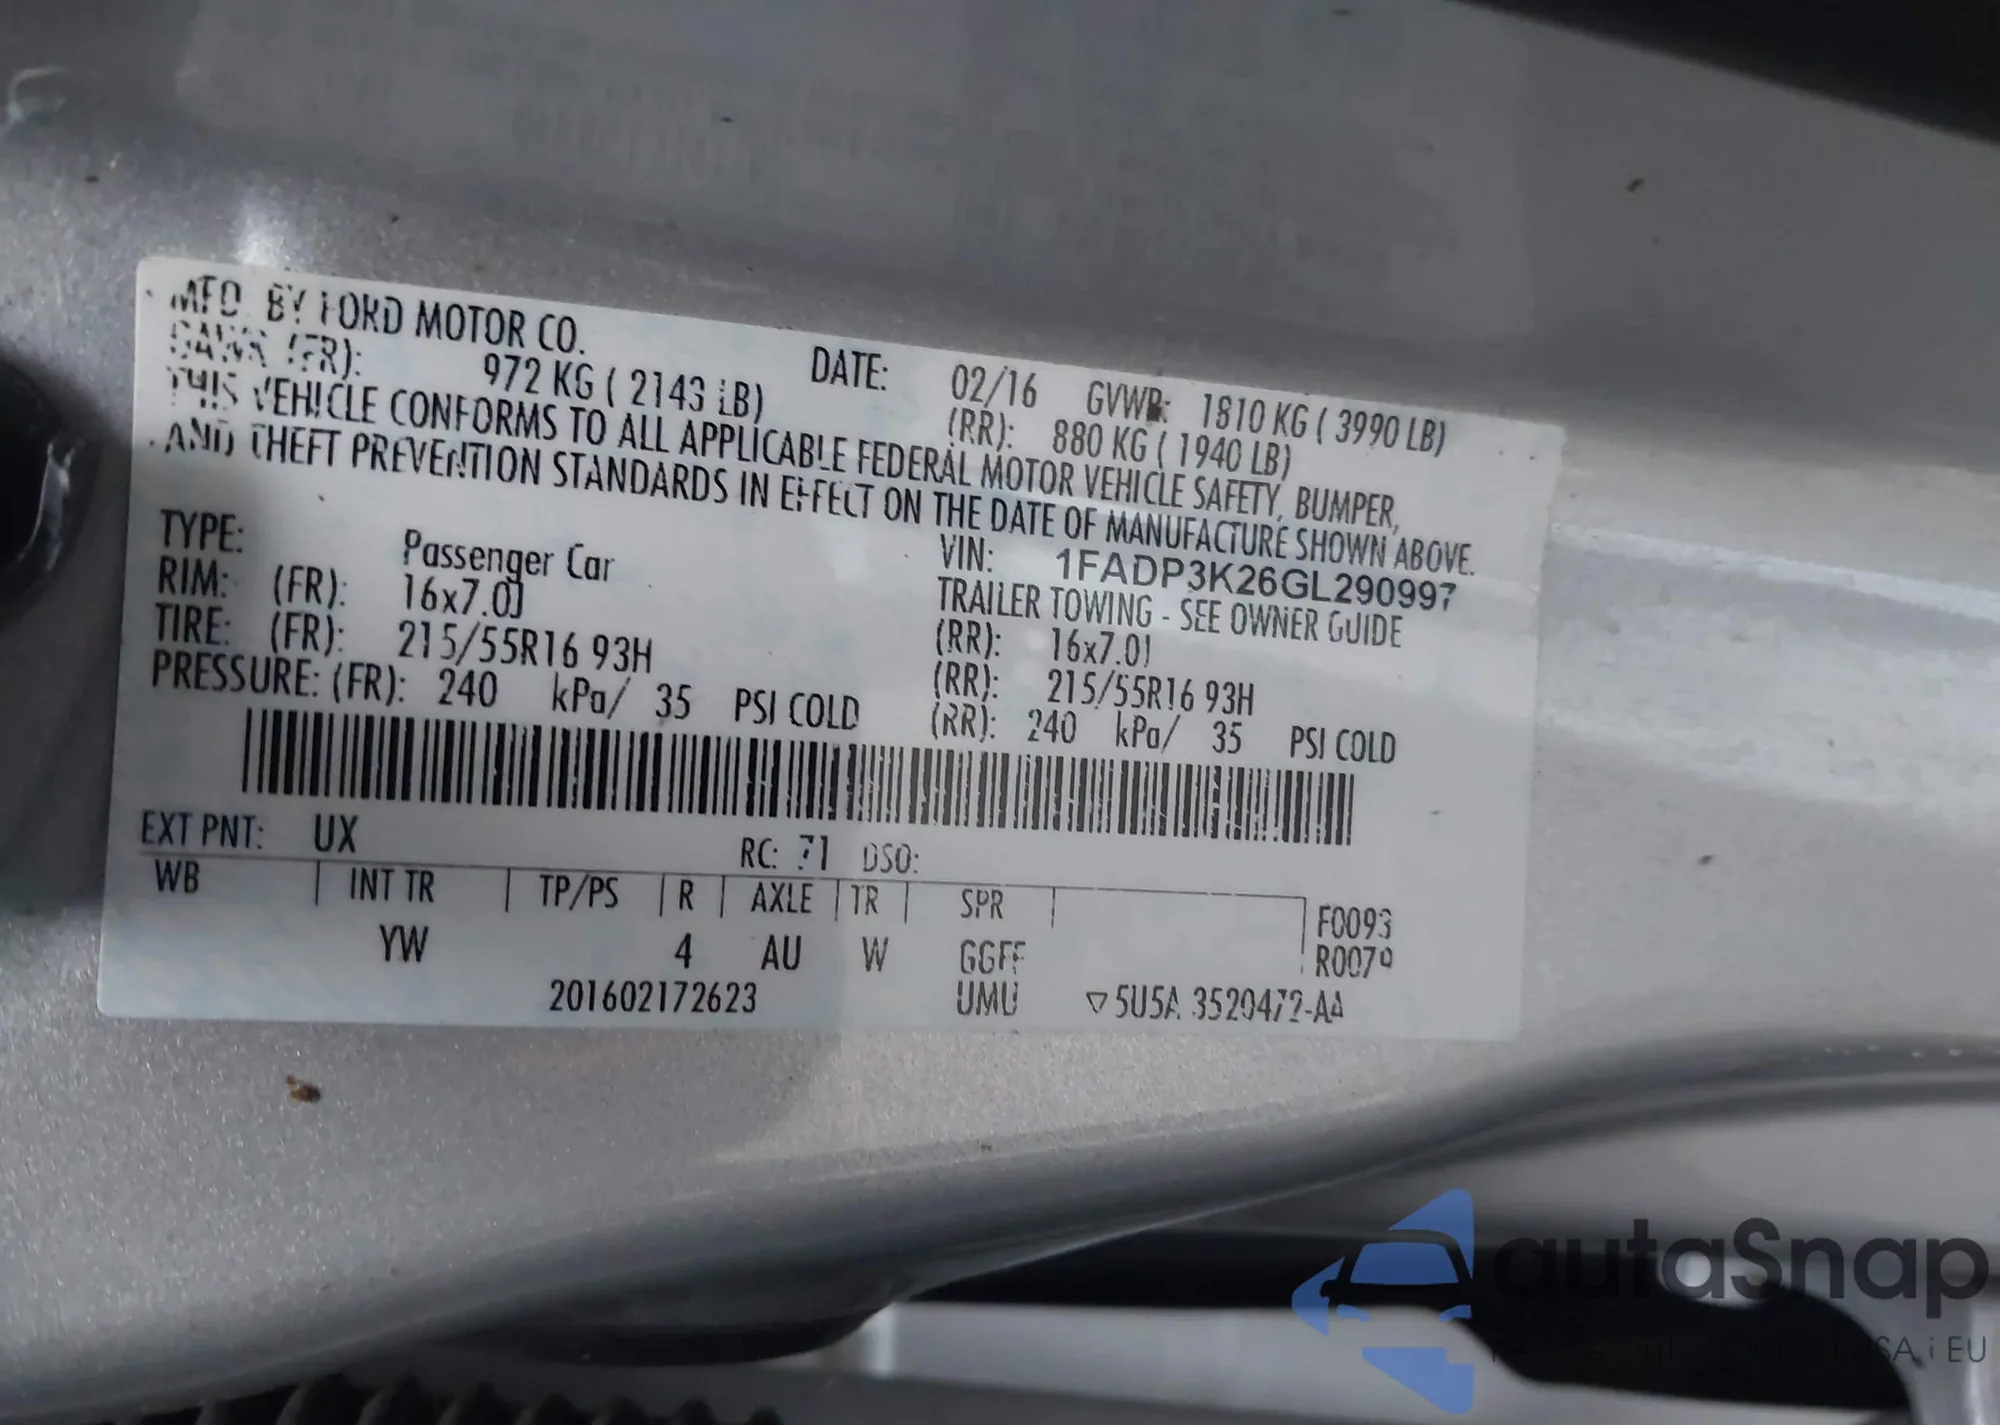 MFD. BY FORD MOTOR CO.
DATE: 02/16 GVWR: 1810 KG ( 3990 LB)
GAWR (FR): 972 KG ( 2143 LB) (RR): 880 KG ( 1940 LB)
THIS VEHICLE CONFORMS TO ALL APPLICABLE FEDERAL MOTOR VEHICLE SAFETY, BUMPER,
AND THEFT PREVENTION STANDARDS IN EFFECT ON THE DATE OF MANUFACTURE SHOWN ABOVE.
VIN: 1FADP3K26GL290997
TYPE: Passenger Car TRAILER TOWING - SEE OWNER GUIDE
RIM: (FR): 16x7.0J (RR): 16x7.0J
TIRE: (FR): 215/55R16 93H (RR): 215/55R16 93H
PRESSURE: (FR): 240 kPa/ 35 PSI COLD (RR): 240 kPa/ 35 PSI COLD
EXT PNT: UX RC: 71 DSO:
WB INT TR TP/PS R AXLE TR SPR F0093
YW 4 AU W GGFF R0079
201602172623 UMU ▽5U5A 3520472-AA
autaSnap
USA i EU